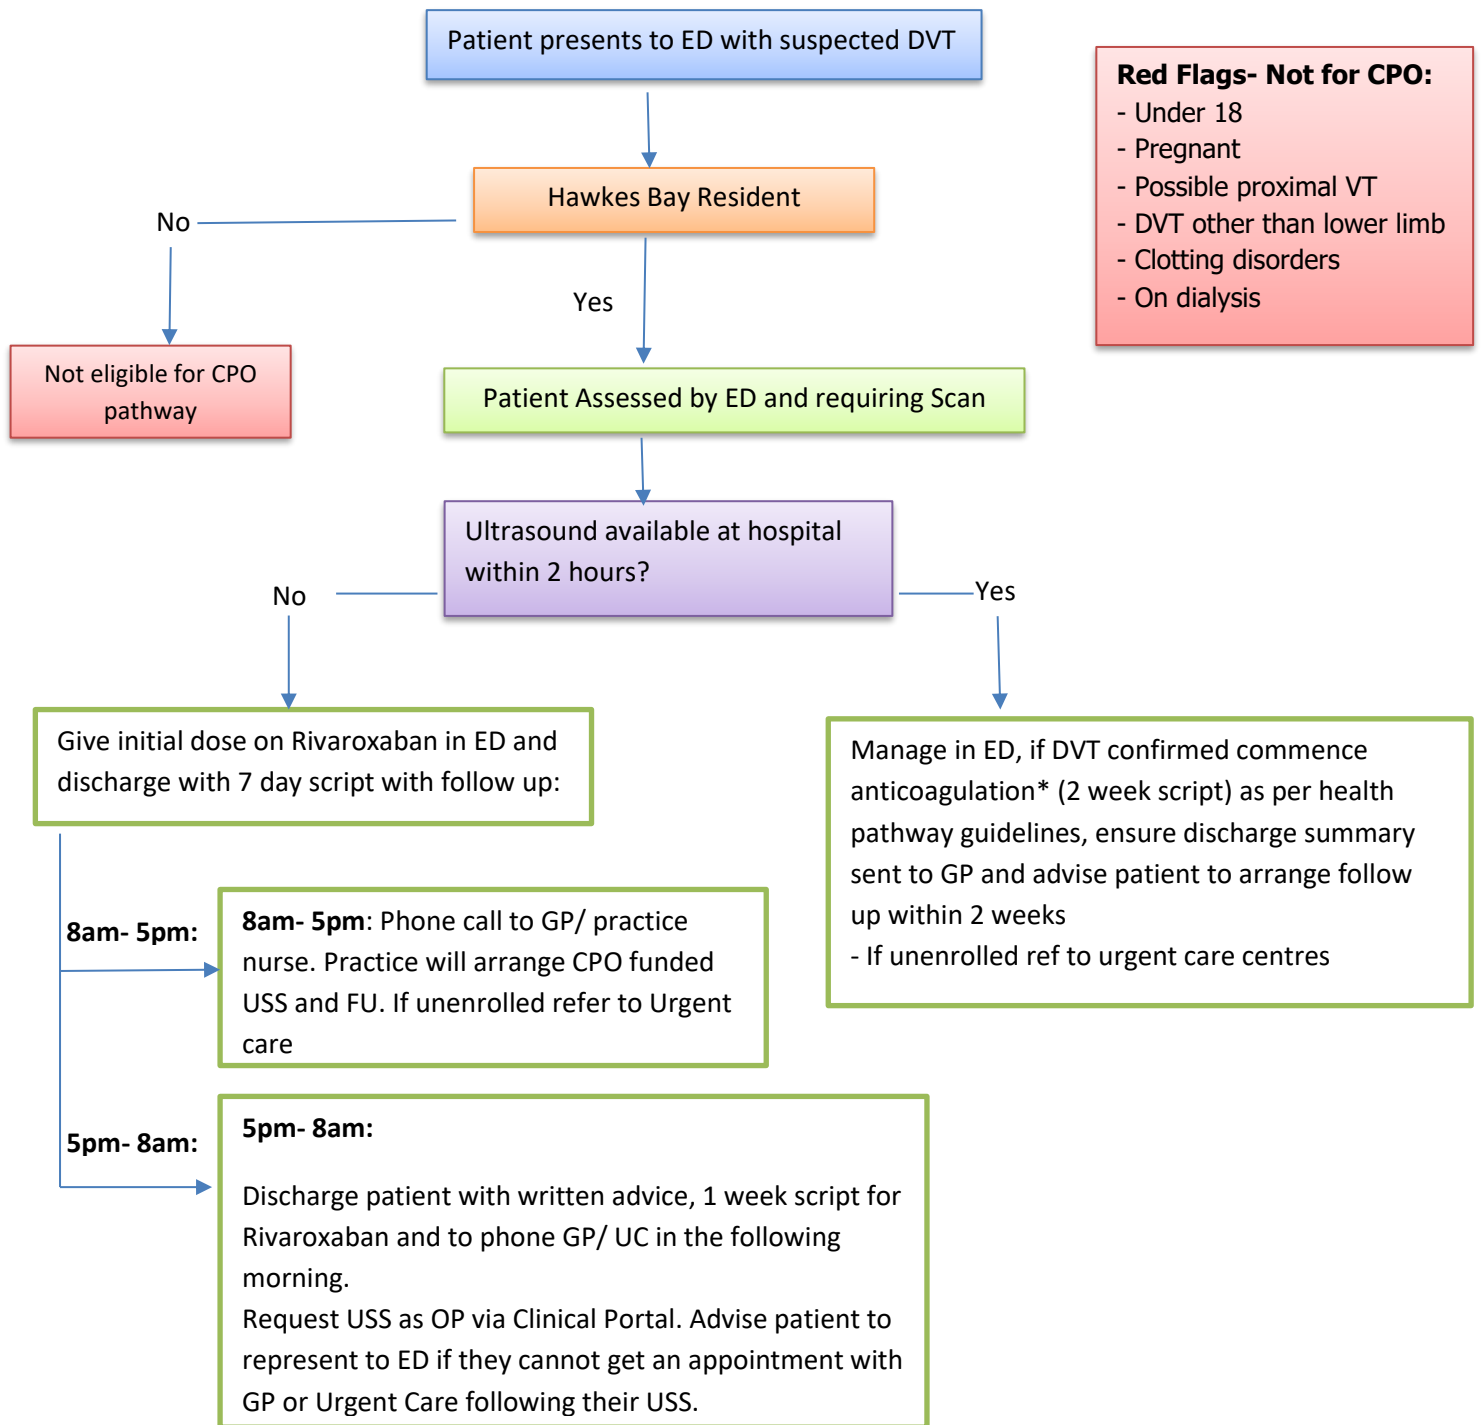 Patient presents to ED with suspected DVT
Red Flags- Not for CPO:
- Under 18
- Pregnant
- Possible proximal VT
- DVT other than lower limb
- Clotting disorders
- On dialysis
Hawkes Bay Resident
No
Yes
Not eligible for CPO
pathway
Patient Assessed by ED and requiring Scan
Ultrasound available at hospital
within 2 hours?
No
Yes
Give initial dose on Rivaroxaban in ED and
discharge with 7 day script with follow up:
Manage in ED, if DVT confirmed commence
anticoagulation* (2 week script) as per health
pathway guidelines, ensure discharge summary
sent to GP and advise patient to arrange follow
up within 2 weeks
- If unenrolled ref to urgent care centres
8am- 5pm:
8am- 5pm: Phone call to GP/ practice
nurse. Practice will arrange CPO funded
USS and FU. If unenrolled refer to Urgent
care
5pm- 8am:
5pm- 8am:
Discharge patient with written advice, 1 week script for
Rivaroxaban and to phone GP/ UC in the following
morning.
Request USS as OP via Clinical Portal. Advise patient to
represent to ED if they cannot get an appointment with
GP or Urgent Care following their USS.